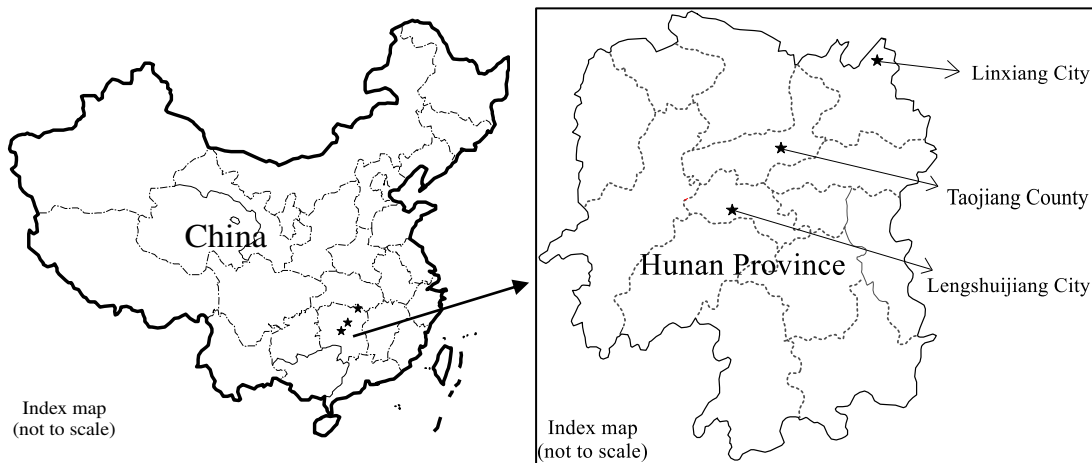 China
Index map
(not to scale)
Linxiang City
Taojiang County
Hunan Province
Lengshuijiang City
Index map
(not to scale)